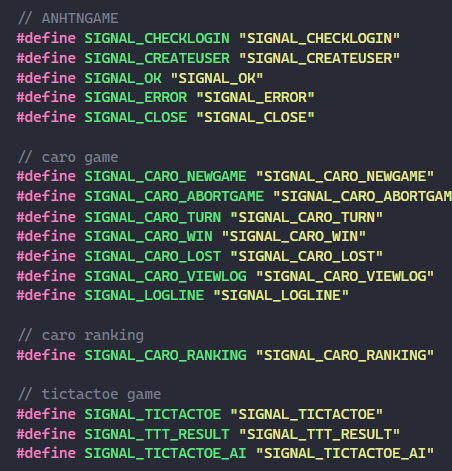 // ANHTNGAME
#define SIGNAL_CHECKLOGIN "SIGNAL_CHECKLOGIN"
#define SIGNAL_CREATEUSER "SIGNAL_CREATEUSER"
#define SIGNAL_OK "SIGNAL_OK"
#define SIGNAL_ERROR "SIGNAL_ERROR"
#define SIGNAL_CLOSE "SIGNAL_CLOSE"
// caro game
#define SIGNAL_CARO_NEWGAME "SIGNAL_CARO_NEWGAME"
#define SIGNAL_CARO_ABORTGAME "SIGNAL_CARO_ABORTGAM
#define SIGNAL_CARO_TURN "SIGNAL_CARO_TURN"
#define SIGNAL_CARO_WIN "SIGNAL_CARO_WIN"
#define SIGNAL_CARO_LOST "SIGNAL_CARO_LOST"
#define SIGNAL_CARO_VIEWLOG "SIGNAL_CARO_VIEWLOG"
#define SIGNAL_LOGLINE "SIGNAL_LOGLINE"
// caro ranking
#define SIGNAL_CARO_RANKING "SIGNAL_CARO_RANKING"
// tictactoe game
#define SIGNAL_TICTACTOE "SIGNAL_TICTACTOE"
#define SIGNAL_TTT_RESULT "SIGNAL_TTT_RESULT"
#define SIGNAL_TICTACTOE_AI "SIGNAL_TICTACTOE_AI"